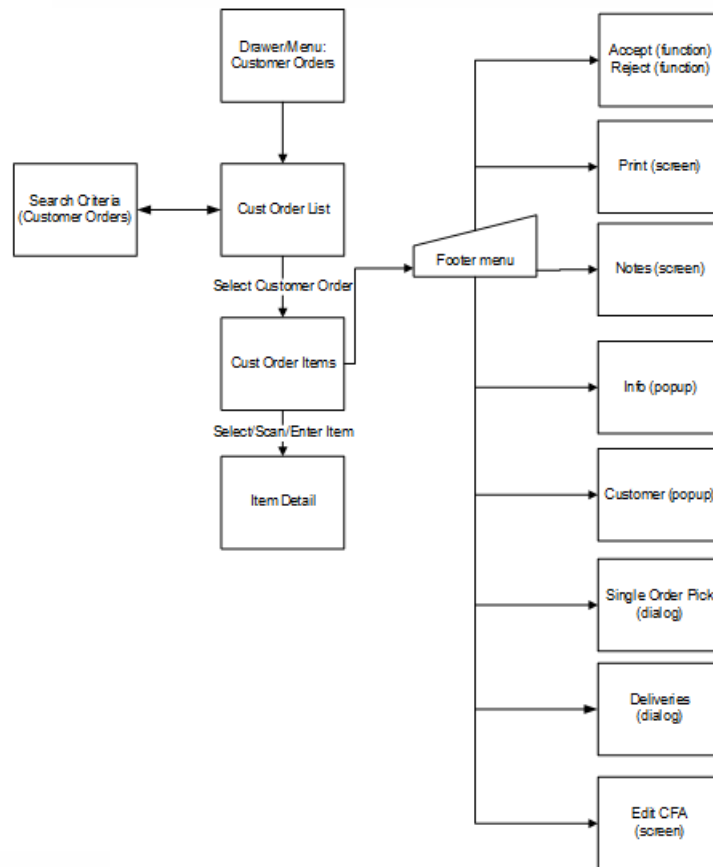 Drawer/Menu:
Customer Orders
Search Criteria
(Customer Orders)
Cust Order List
Select Customer Order
Cust Order Items
Select/Scan/Enter Item
Item Detail
Footer menu
Accept (function)
Reject (function)
Print (screen)
Notes (screen)
Info (popup)
Customer (popup)
Single Order Pick
(dialog)
Deliveries
(dialog)
Edit CFA
(screen)